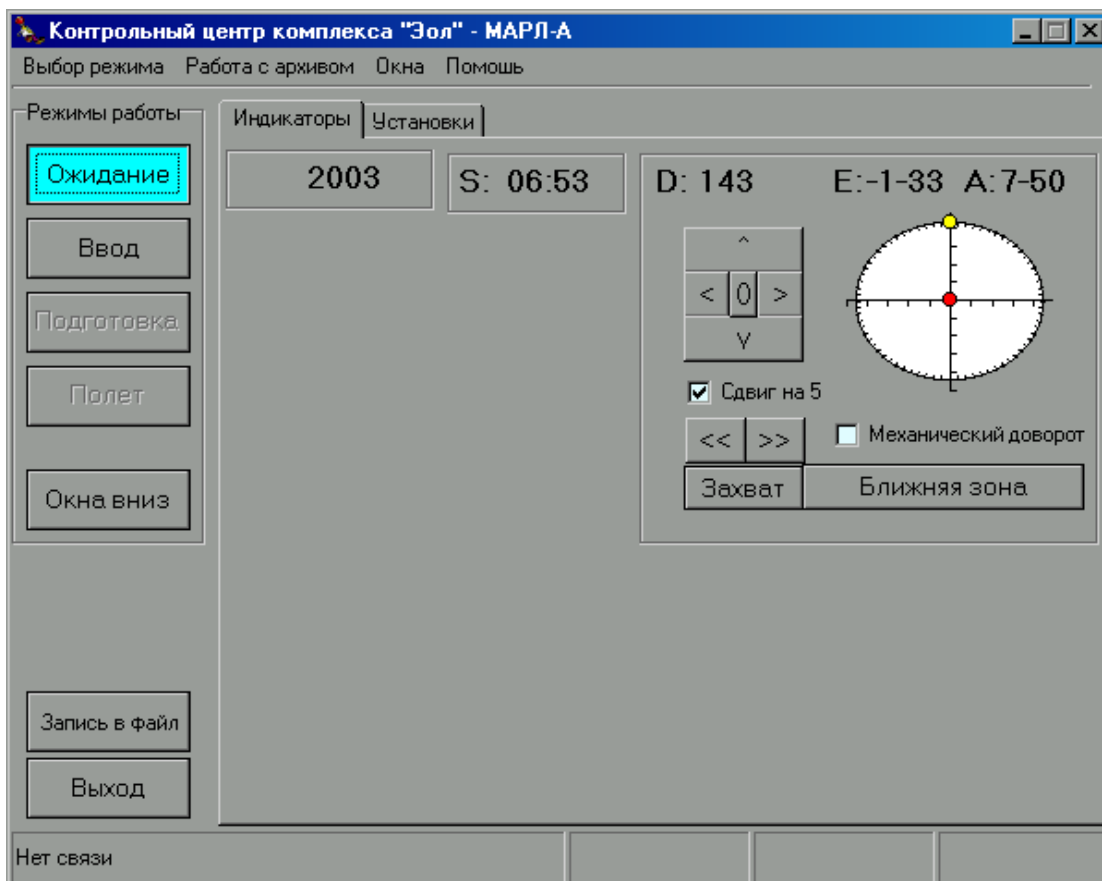 Контрольный центр комплекса "Эол" - МАРЛ-А
Выбор режима Работа с архивом Окна Помошь
Режимы работы
Индикаторы Установки
Ожидание
Ввод
Подготовка
Полет
Окна вниз
Запись в файл
Выход
2003 S: 06:53 D: 143 E:-1-33 A:7-50
^
< 0 >
v
Сдвиг на 5
<< >> Механический доворот
Захват Ближняя зона
Нет связи